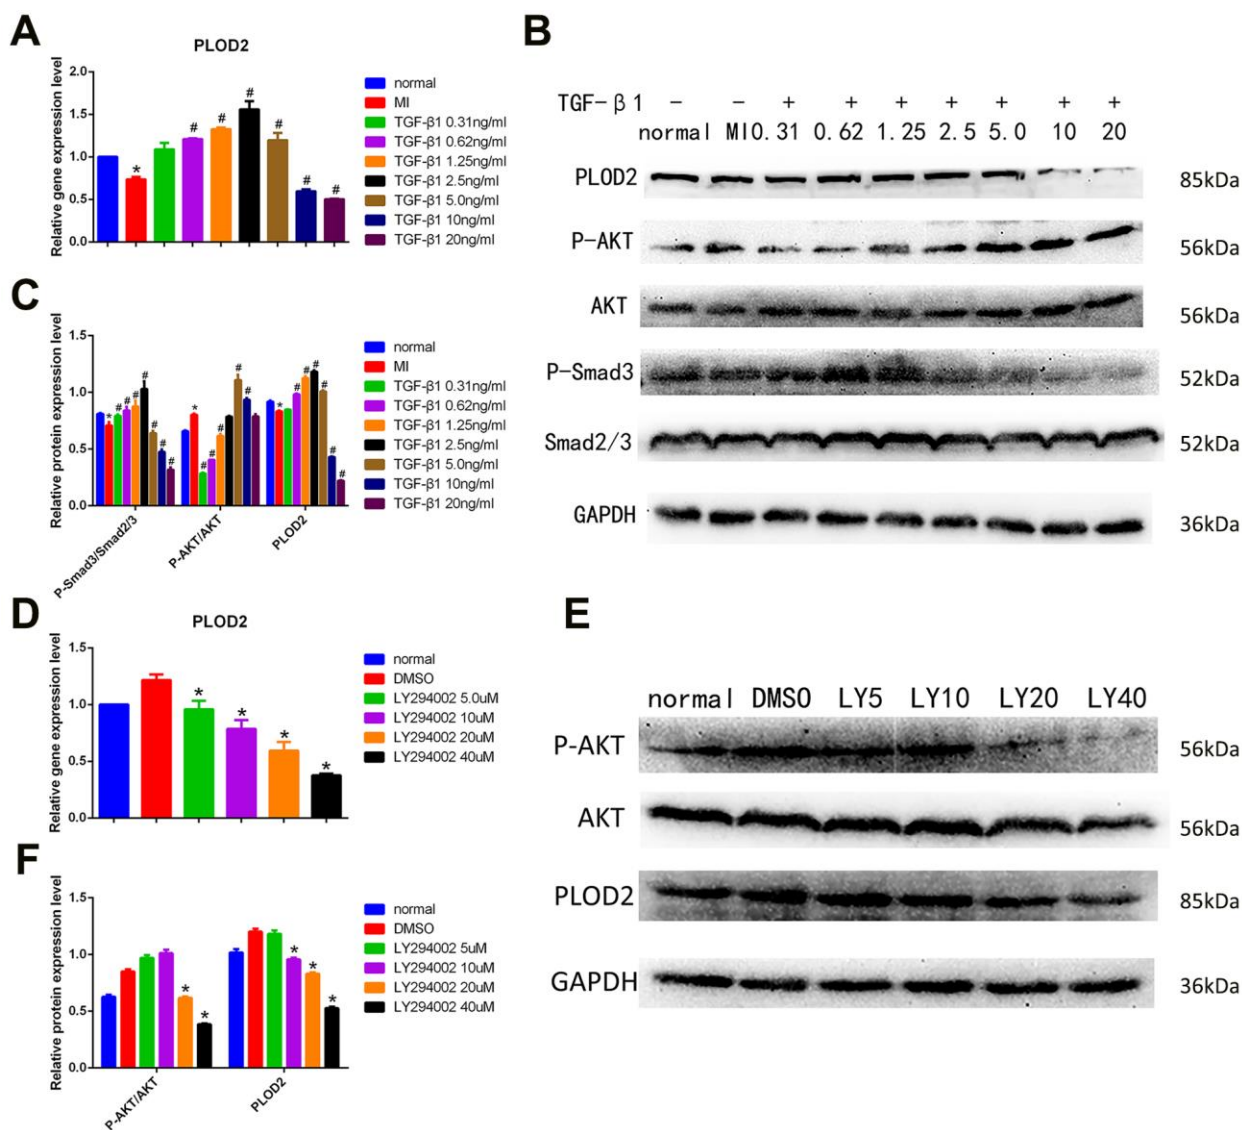 A
PLOD2
Relative gene expression level
2.0
1.5
1.0
0.5
0.0
*
#
#
#
#
#
#
normal
MI
TGF-β1 0.31ng/ml
TGF-β1 0.62ng/ml
TGF-β1 1.25ng/ml
TGF-β1 2.5ng/ml
TGF-β1 5.0ng/ml
TGF-β1 10ng/ml
TGF-β1 20ng/ml
B
TGF-β1 - - + + + + + + +
normal MI 0.31 0.62 1.25 2.5 5.0 10 20
PLOD2 85kDa
P-AKT 56kDa
AKT 56kDa
P-Smad3 52kDa
Smad2/3 52kDa
GAPDH 36kDa
C
Relative protein expression level
1.5
1.0
0.5
0.0
* # # # # # # #
* # # # # #
* # # # # # #
P-Smad3/Smad2/3
P-AKT/AKT
PLOD2
normal
MI
TGF-β1 0.31ng/ml
TGF-β1 0.62ng/ml
TGF-β1 1.25ng/ml
TGF-β1 2.5ng/ml
TGF-β1 5.0ng/ml
TGF-β1 10ng/ml
TGF-β1 20ng/ml
D
PLOD2
Relative gene expression level
1.5
1.0
0.5
0.0
* * * *
normal
DMSO
LY294002 5.0uM
LY294002 10uM
LY294002 20uM
LY294002 40uM
E
normal DMSO LY5 LY10 LY20 LY40
P-AKT 56kDa
AKT 56kDa
PLOD2 85kDa
GAPDH 36kDa
F
Relative protein expression level
1.5
1.0
0.5
0.0
* *
* * *
P-AKT/AKT
PLOD2
normal
DMSO
LY294002 5uM
LY294002 10uM
LY294002 20uM
LY294002 40uM